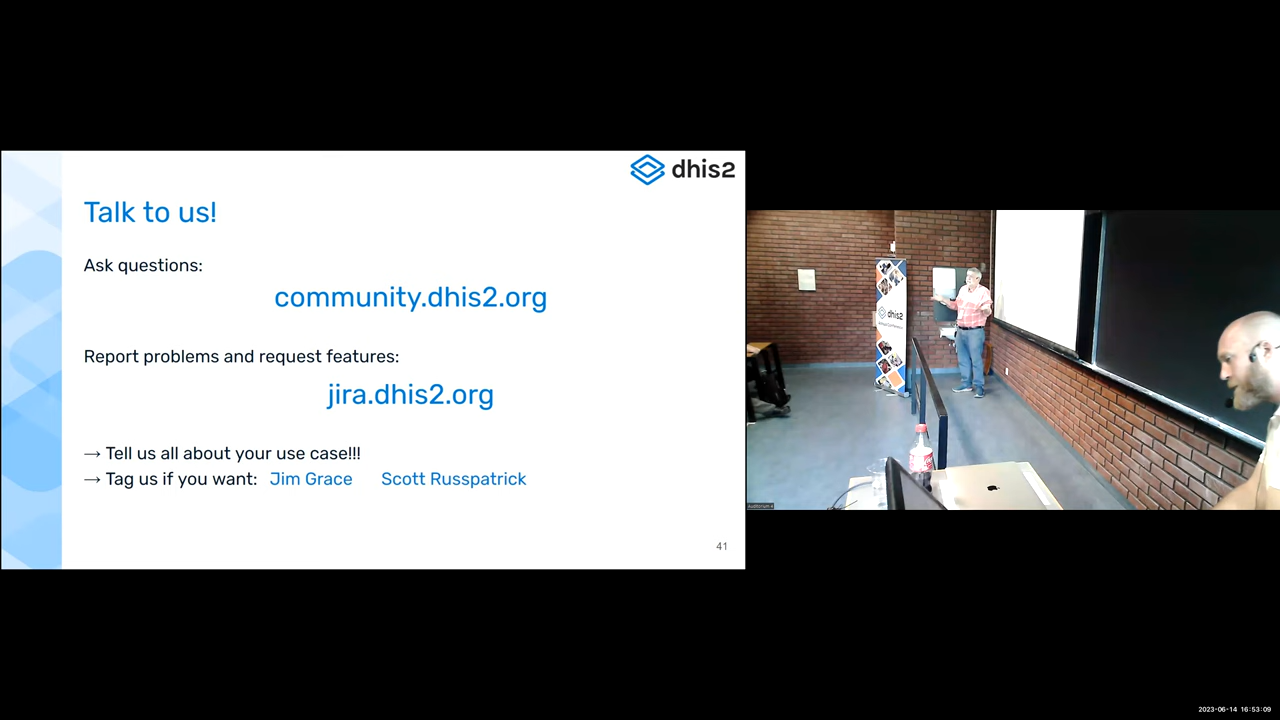 dhis2
Talk to us!
Ask questions:
community.dhis2.org
Report problems and request features:
jira.dhis2.org
→ Tell us all about your use case!!!
→ Tag us if you want: Jim Grace Scott Russpatrick
41
dhis2
2023-06-14 16:53:09